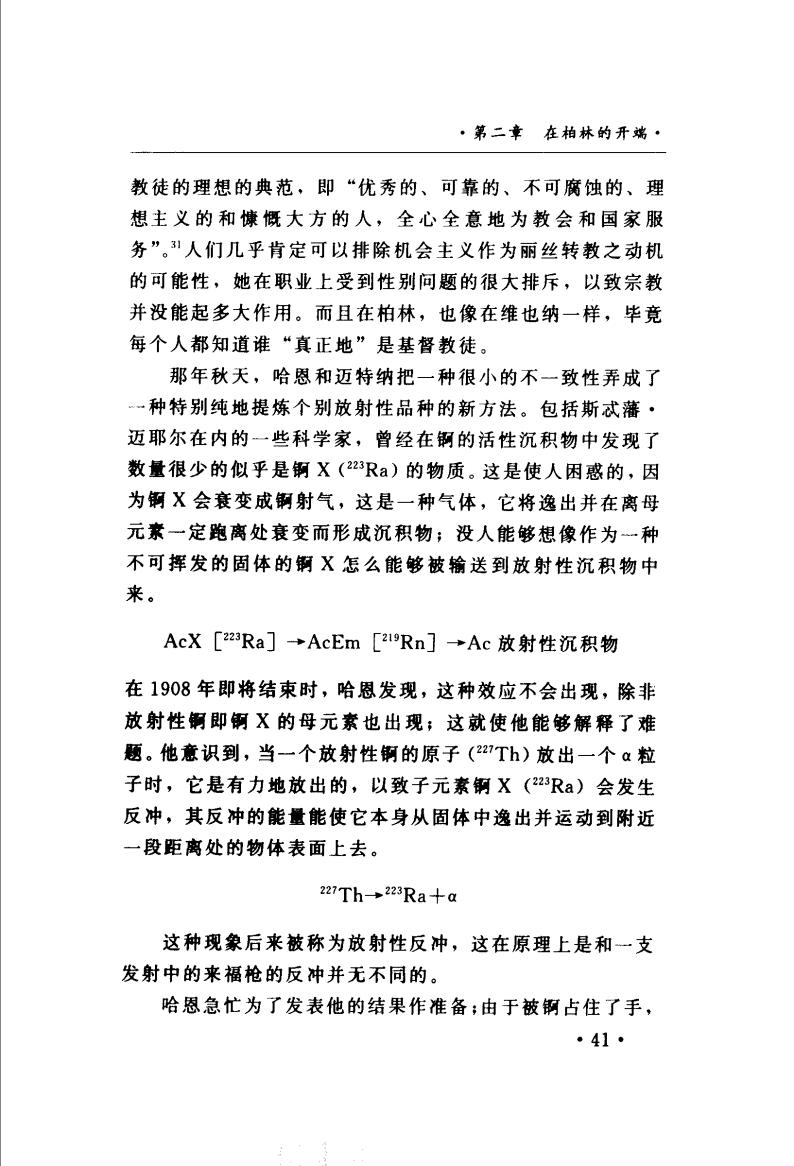 ·第二章 在柏林的开端·
教徒的理想的典范，即“优秀的、可靠的、不可腐蚀的、理
想主义的和慷慨大方的人，全心全意地为教会和国家服
务”。³¹人们几乎肯定可以排除机会主义作为丽丝转教之动机
的可能性，她在职业上受到性别问题的很大排斥，以致宗教
并没能起多大作用。而且在柏林，也像在维也纳一样，毕竟
每个人都知道谁“真正地”是基督教徒。
那年秋天，哈恩和迈特纳把一种很小的不一致性弄成了
一种特别纯地提炼个别放射性品种的新方法。包括斯忒藩·
迈耶尔在内的一些科学家，曾经在锕的活性沉积物中发现了
数量很少的似乎是锕 X（²²³Ra）的物质。这是使人困惑的，因
为锕 X 会衰变成锕射气，这是一种气体，它将逸出并在离母
元素一定跑离处衰变而形成沉积物；没人能够想像作为一种
不可挥发的固体的锕 X 怎么能够被输送到放射性沉积物中
来。
AcX［²²³Ra］→AcEm［²¹⁹Rn］→Ac 放射性沉积物
在 1908 年即将结束时，哈恩发现，这种效应不会出现，除非
放射性锕即锕 X 的母元素也出现；这就使他能够解释了难
题。他意识到，当一个放射性锕的原子（²²⁷Th）放出一个 α 粒
子时，它是有力地放出的，以致子元素锕 X（²²³Ra）会发生
反冲，其反冲的能量能使它本身从固体中逸出并运动到附近
一段距离处的物体表面上去。
²²⁷Th→²²³Ra＋α
这种现象后来被称为放射性反冲，这在原理上是和一支
发射中的来福枪的反冲并无不同的。
哈恩急忙为了发表他的结果作准备；由于被锕占住了手，
·41·